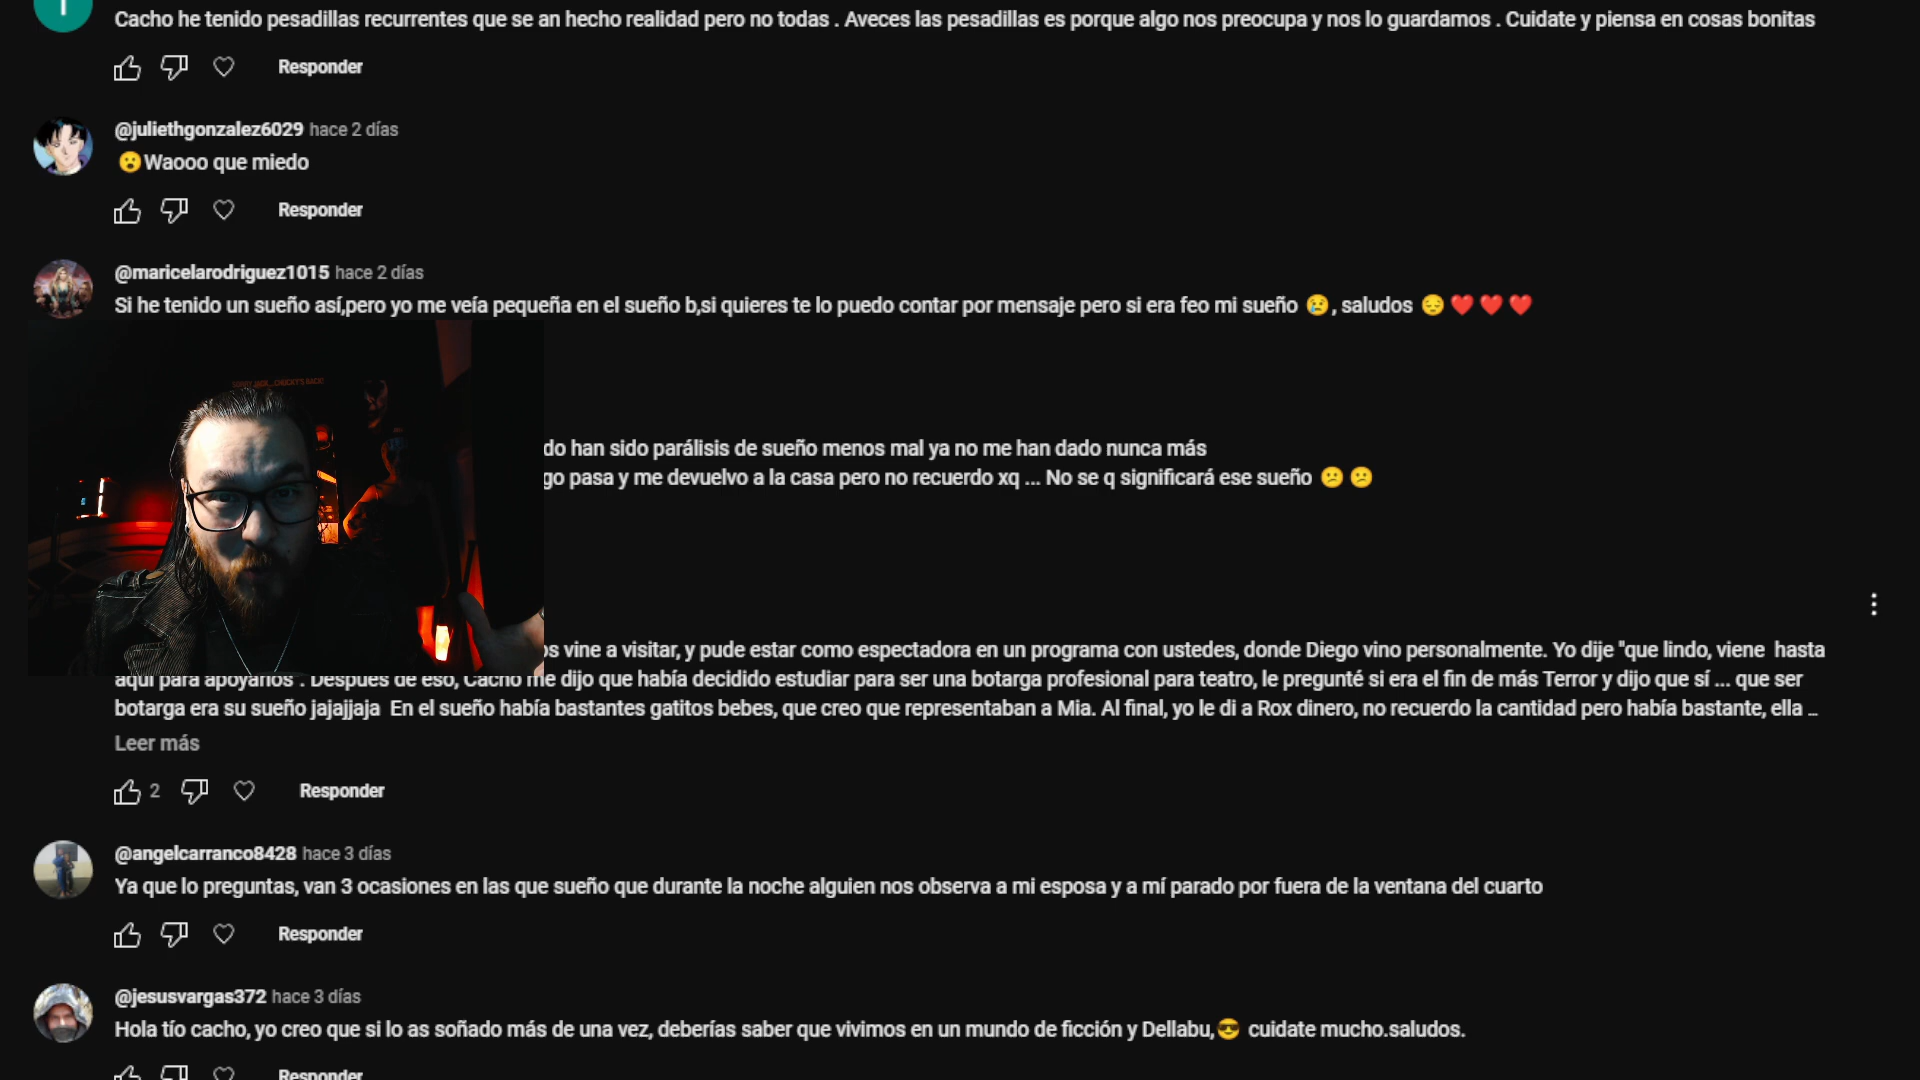 Cacho he tenido pesadillas recurrentes que se an hecho realidad pero no todas . Aveces las pesadillas es porque algo nos preocupa y nos lo guardamos . Cuidate y piensa en cosas bonitas
Responder
@juliethgonzalez6029 hace 2 días
😮Waooo que miedo
Responder
@maricelarodriguez1015 hace 2 días
Si he tenido un sueño así,pero yo me veía pequeña en el sueño b,si quieres te lo puedo contar por mensaje pero si era feo mi sueño 😢, saludos 😔❤️❤️❤️
do han sido parálisis de sueño menos mal ya no me han dado nunca más
go pasa y me devuelvo a la casa pero no recuerdo xq ... No se q significará ese sueño 😕 😕
os vine a visitar, y pude estar como espectadora en un programa con ustedes, donde Diego vino personalmente. Yo dije "que lindo, viene hasta
aquí para apoyarlos". Después de eso, Cacho me dijo que había decidido estudiar para ser una botarga profesional para teatro, le pregunté si era el fin de más Terror y dijo que sí ... que ser
botarga era su sueño jajajjaja En el sueño había bastantes gatitos bebes, que creo que representaban a Mia. Al final, yo le di a Rox dinero, no recuerdo la cantidad pero había bastante, ella ...
Leer más
2 Responder
@angelcarranco8428 hace 3 días
Ya que lo preguntas, van 3 ocasiones en las que sueño que durante la noche alguien nos observa a mi esposa y a mí parado por fuera de la ventana del cuarto
Responder
@jesusvargas372 hace 3 días
Hola tío cacho, yo creo que si lo as soñado más de una vez, deberías saber que vivimos en un mundo de ficción y Dellabu,😎 cuidate mucho.saludos.
Responder